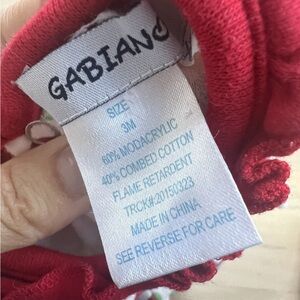 GABIANO
SIZE
3M
60% MODACRYLIC
40% COMBED COTTON
FLAME RETARDENT
TRCK#20150323
MADE IN CHINA
SEE REVERSE FOR CARE